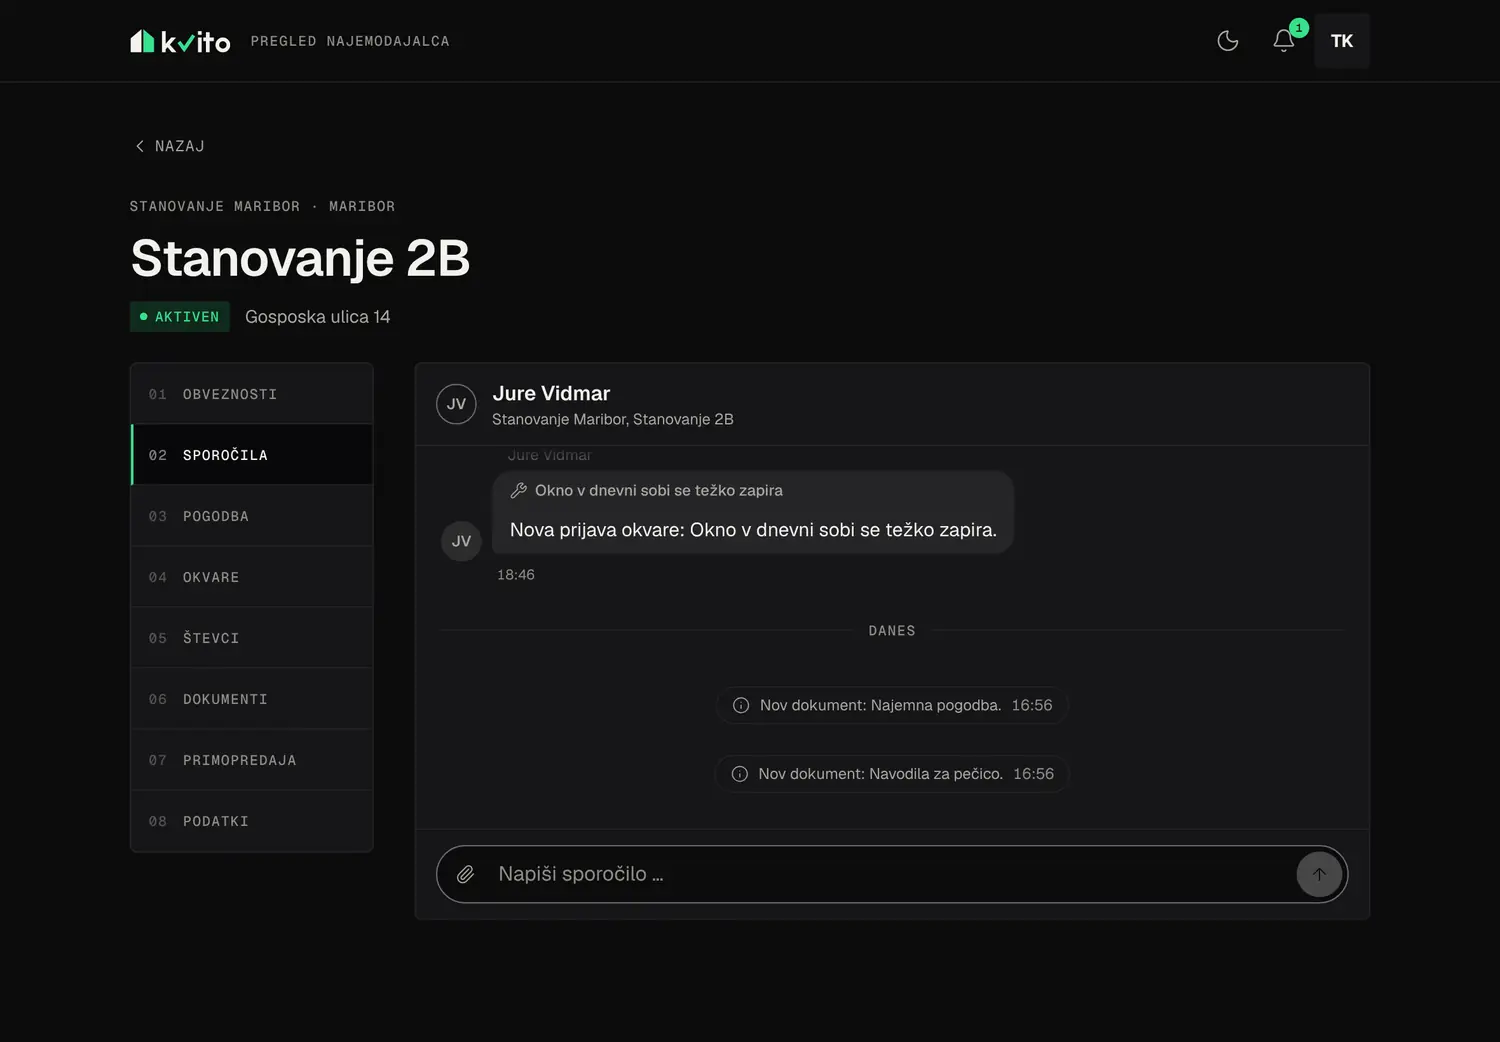 kvito PREGLED NAJEMODAJALCA
1
TK
NAZAJ
STANOVANJE MARIBOR · MARIBOR
Stanovanje 2B
AKTIVEN Gosposka ulica 14
01 OBVEZNOSTI
02 SPOROČILA
03 POGODBA
04 OKVARE
05 ŠTEVCI
06 DOKUMENTI
07 PRIMOPREDAJA
08 PODATKI
JV Jure Vidmar
Stanovanje Maribor, Stanovanje 2B
Jure Vidmar
Okno v dnevni sobi se težko zapira
Nova prijava okvare: Okno v dnevni sobi se težko zapira.
JV
18:46
DANES
Nov dokument: Najemna pogodba. 16:56
Nov dokument: Navodila za pečico. 16:56
Napiši sporočilo …